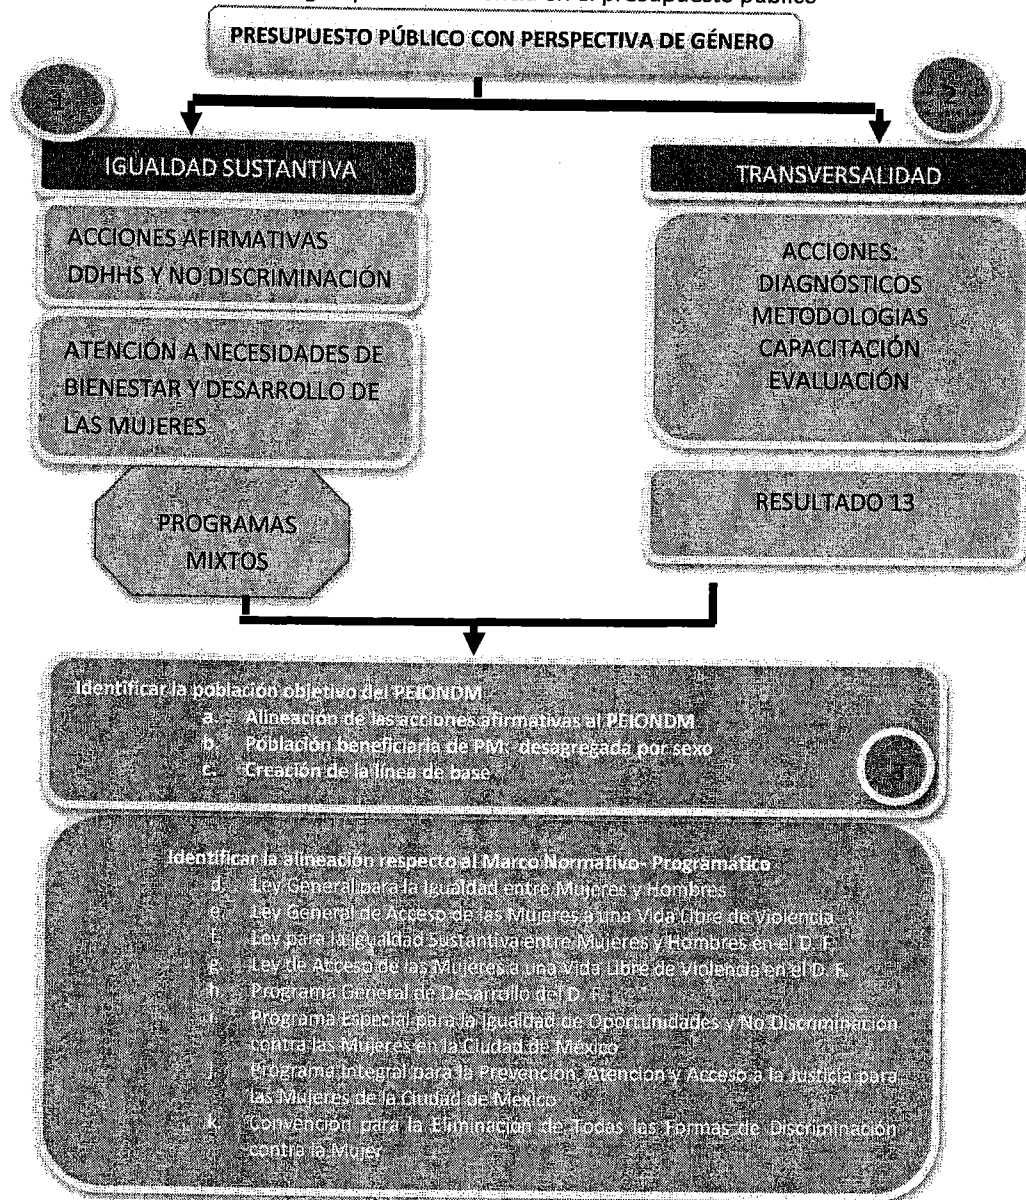 PRESUPUESTO PÚBLICO CON PERSPECTIVA DE GÉNERO
IGUALDAD SUSTANTIVA
ACCIONES AFIRMATIVAS
DDHHS Y NO DISCRIMINACIÓN
ATENCIÓN A NECESIDADES DE
BIENESTAR Y DESARROLLO DE
LAS MUJERES
PROGRAMAS
MIXTOS
TRANSVERSALIDAD
ACCIONES:
DIAGNÓSTICOS
METODOLOGIAS
CAPACITACIÓN
EVALUACIÓN
RESULTADO 13
Identificar la población objetivo del PEIONDM
a. Alineación de las acciones afirmativas al PEIONDM
b. Población beneficiaria de PM: desagregada por sexo
c. Creación de la línea de base
3
Identificar la alineación respecto al Marco Normativo- Programático
d. Ley General para la Igualdad entre Mujeres y Hombres
e. Ley General de Acceso de las Mujeres a una Vida Libre de Violencia
f. Ley para la Igualdad Sustantiva entre Mujeres y Hombres en el D. F.
g. Ley de Acceso de las Mujeres a una Vida Libre de Violencia en el D. F.
h. Programa General de Desarrollo del D. F.
i. Programa Especial para la Igualdad de Oportunidades y No Discriminación
contra las Mujeres en la Ciudad de México
j. Programa Integral para la Prevención, Atención y Acceso a la Justicia para
las Mujeres de la Ciudad de México
k. Convención para la Eliminación de Todas las Formas de Discriminación
contra la Mujer